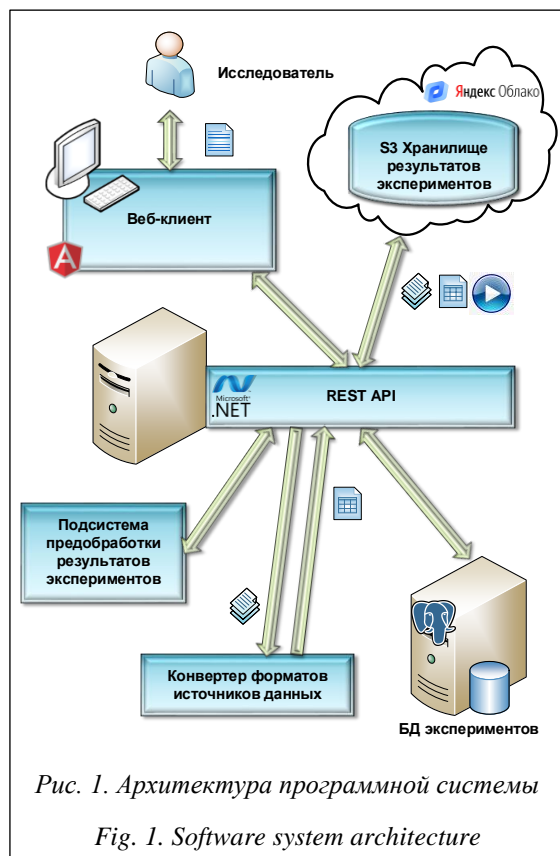 Исследователь
Яндекс Облако
S3 Хранилище
результатов
экспериментов
Веб-клиент
A
REST API
Microsoft®
.NET
Подсистема
предобработки
результатов
экспериментов
Конвертер форматов
источников данных
БД экспериментов
Рис. 1. Архитектура программной системы
Fig. 1. Software system architecture